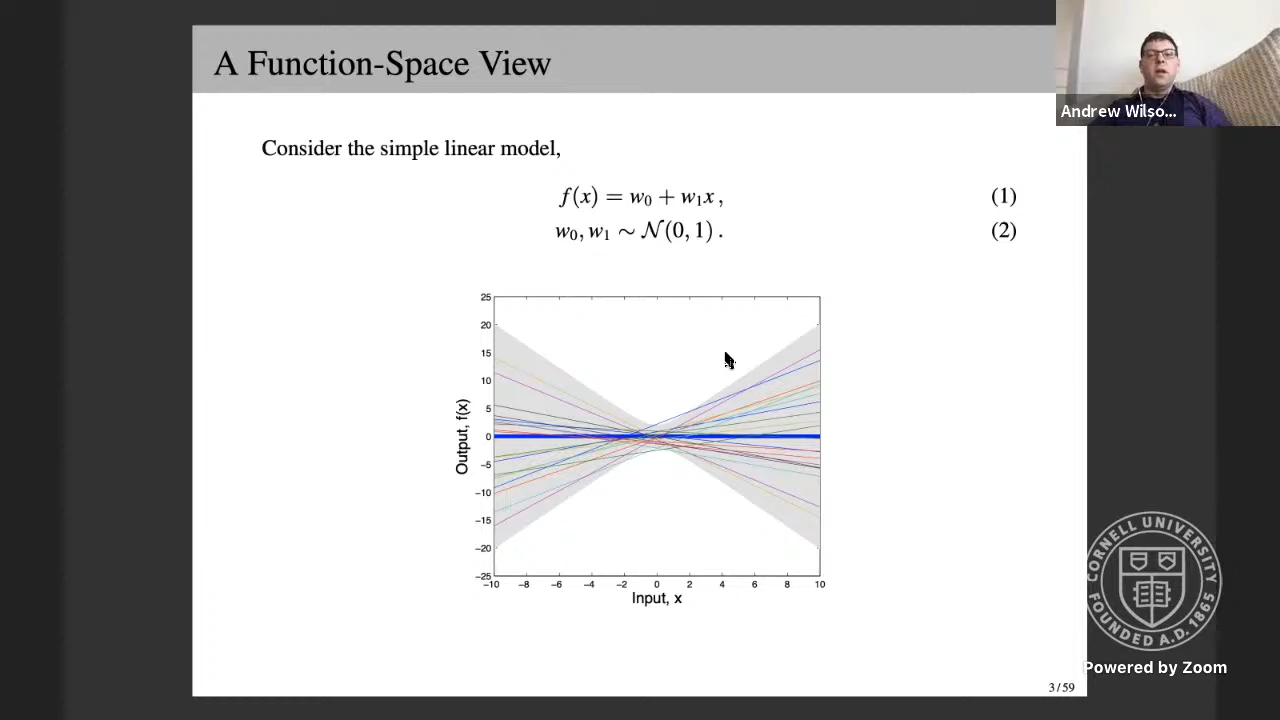 A Function-Space View
Andrew Wilso...
Consider the simple linear model,
f(x) = w₀ + w₁x , (1)
w₀, w₁ ∼ 𝒩(0, 1) . (2)
25
20
15
10
5
0
−5
−10
−15
−20
−25
Output, f(x)
−10 −8 −6 −4 −2 0 2 4 6 8 10
Input, x
CORNELL UNIVERSITY
FOUNDED A.D. 1865
Powered by Zoom
3 / 59